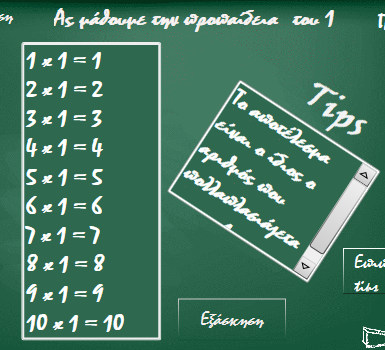 Ας μάθουμε την προπαίδεια του 1
1 × 1 = 1
2 × 1 = 2
3 × 1 = 3
4 × 1 = 4
5 × 1 = 5
6 × 1 = 6
7 × 1 = 7
8 × 1 = 8
9 × 1 = 9
10 × 1 = 10
Tips
Το αποτέλεσμα
είναι ο ίδιος ο
αριθμός που
πολλαπλασιάζεται
Εξάσκηση
tips